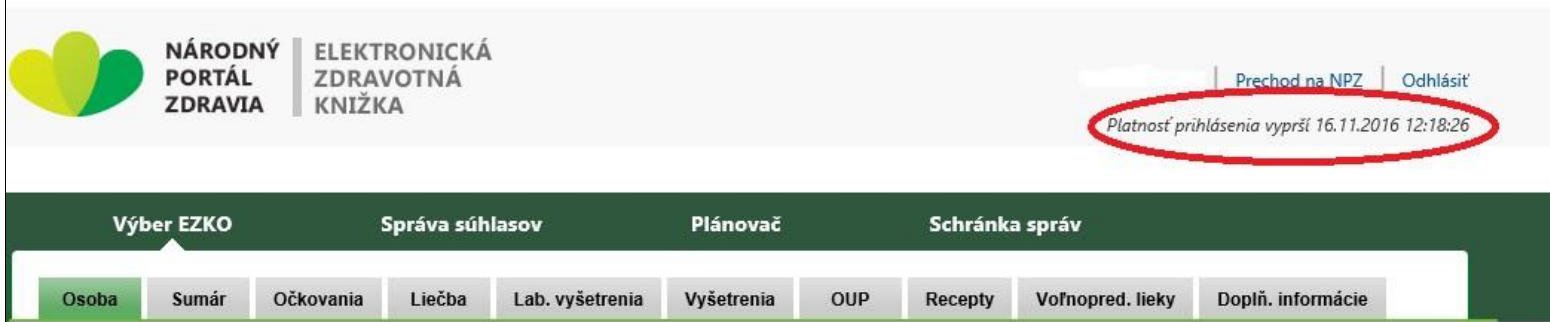 NÁRODNÝ
PORTÁL
ZDRAVIA
ELEKTRONICKÁ
ZDRAVOTNÁ
KNIŽKA
Prechod na NPZ Odhlásiť
Platnosť prihlásenia vyprší 16.11.2016 12:18:26
Výber EZKO Správa súhlasov Plánovač Schránka správ
Osoba Sumár Očkovania Liečba Lab. vyšetrenia Vyšetrenia OUP Recepty Voľnopred. lieky Doplň. informácie